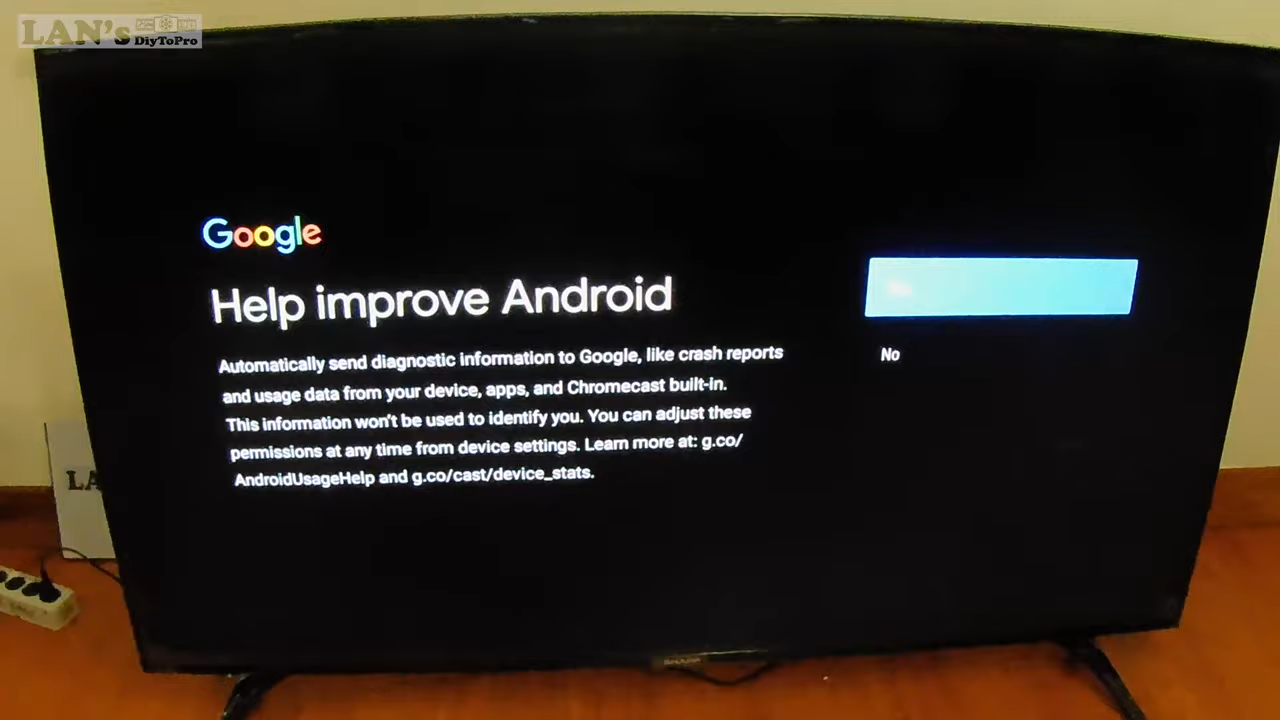 LAN's
DiyToPro
Google
Help improve Android
Automatically send diagnostic information to Google, like crash reports
and usage data from your device, apps, and Chromecast built-in.
This information won't be used to identify you. You can adjust these
permissions at any time from device settings. Learn more at: g.co/
AndroidUsageHelp and g.co/cast/device_stats.
No
LA